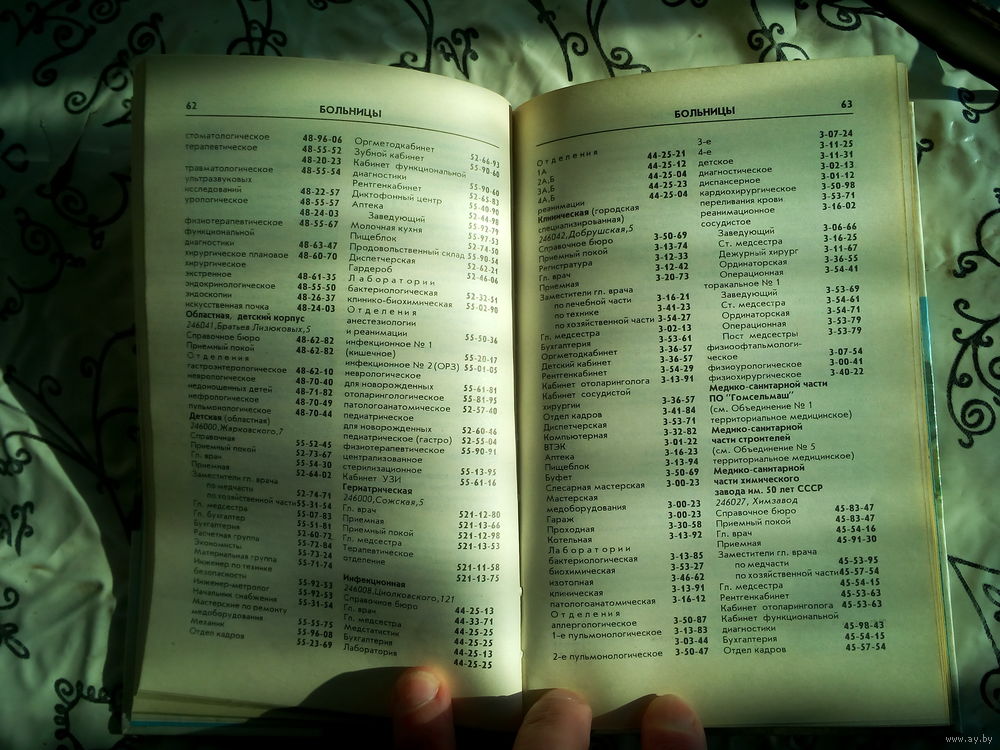 62
БОЛЬНИЦЫ
стоматологическое 48-96-06
терапевтическое 48-55-52
48-20-23
травматологическое 48-55-54
ультразвуковых
исследований 48-22-57
урологическое 48-55-57
48-24-03
физиотерапевтическое 48-55-67
функциональной
диагностики 48-63-47
хирургическое плановое 48-60-70
хирургическое
экстренное 48-61-35
эндокринологическое 48-55-50
эндоскопии 48-26-37
искусственная почка 48-24-03
Областная, детский корпус
246041, Братьев Лизюковых, 5
Справочное бюро 48-62-82
Приемный покой 48-62-82
Отделения
гастроэнтерологическое 48-62-10
неврологическое 48-70-40
недоношенных детей 48-71-82
нефрологическое 48-70-49
пульмонологическое 48-70-44
Детская (областная)
246000, Жарковского, 7
Справочная 55-52-45
Приемный покой 52-73-67
Гл. врач 55-54-30
Приемная 52-64-02
Заместители гл. врача
по медчасти 52-74-71
по хозяйственной части 55-31-54
Гл. медсестра 55-07-83
Гл. бухгалтер 55-51-81
Бухгалтерия 52-60-72
Расчетная группа 55-72-84
Экономисты 55-73-24
Материальная группа 55-71-74
Инженер по технике
безопасности 55-92-53
Инженер-метролог 55-92-53
Начальник снабжения 55-31-54
Мастерские по ремонту
медоборудования 55-55-75
Механик 55-96-08
Отдел кадров 55-23-69
Оргметодкабинет 52-66-93
Зубной кабинет 55-90-60
Кабинет функциональной
диагностики 55-90-60
Рентгенкабинет 52-65-83
Диктофонный центр 55-40-90
Аптека 52-44-98
Заведующий 55-92-79
Молочная кухня 55-97-53
Пищеблок 52-74-50
Продовольственный склад 55-90-54
Диспетчерская 52-62-21
Гардероб 52-46-06
Лаборатории
бактериологическая 52-32-51
клинико-биохимическая 55-02-90
Отделения
анестезиологии
и реанимации 55-50-36
инфекционное № 1
(кишечное) 55-20-17
инфекционное № 2 (ОРЗ) 55-01-05
неврологическое
для новорожденных 55-61-81
отоларингологическое 55-81-95
патологоанатомическое 52-57-40
педиатрическое
для новорожденных 52-60-46
педиатрическое (гастро) 52-55-04
физиотерапевтическое 55-90-91
централизованное
стерилизационное 55-13-95
Кабинет УЗИ 55-61-16
Гериатрическая
246000, Сожская, 5
Гл. врач 521-12-80
Приемная 521-13-66
Приемный покой 521-12-98
Гл. медсестра 521-13-53
Терапевтическое
отделение 521-11-58
521-13-75
Инфекционная
246008, Циолковского, 121
Справочное бюро 44-25-13
Гл. врач 44-33-71
Гл. медсестра 44-25-25
Медстатистик 44-25-25
Бухгалтерия 44-25-13
Лаборатория 44-25-25
63
БОЛЬНИЦЫ
Отделения
1А 44-25-21
2А,Б 44-25-12
3А,Б 44-25-04
4А,Б 44-25-23
реанимации 44-25-04
Клиническая (городская
специализированная)
246042, Добрушская, 5
Справочное бюро 3-50-69
Приемный покой 3-13-74
Регистратура 3-12-33
Гл. врач 3-12-42
Приемная 3-20-73
Заместители гл. врача
по лечебной части 3-16-21
по технике 3-41-23
по хозяйственной части 3-54-27
Гл. медсестра 3-02-13
Бухгалтерия 3-53-61
Оргметодкабинет 3-36-57
Детский кабинет 3-36-57
Рентгенкабинет 3-54-29
Кабинет отоларинголога 3-13-91
Кабинет сосудистой
хирургии 3-36-57
Отдел кадров 3-41-84
Диспетчерская 3-53-71
Компьютерная 3-32-82
ВТЭК 3-01-22
Аптека 3-16-23
Пищеблок 3-13-94
Буфет 3-50-69
Слесарная мастерская 3-00-23
Мастерская
медоборудования 3-00-23
Гараж 3-00-23
Проходная 3-30-58
Котельная 3-13-92
Лаборатории
бактериологическая 3-13-85
биохимическая 3-53-27
изотопная 3-46-62
клиническая 3-13-91
патологоанатомическая 3-16-12
Отделения
аллергологическое 3-50-87
1-е пульмонологическое 3-13-83
3-03-44
2-е пульмонологическое 3-50-47
3-е 3-07-24
4-е 3-11-25
детское 3-11-31
диагностическое 3-02-13
диспансерное 3-01-12
кардиохирургическое 3-50-98
переливания крови 3-53-71
реанимационное 3-16-02
сосудистое
Заведующий 3-06-66
Ст. медсестра 3-16-25
Дежурный хирург 3-11-67
Ординаторская 3-36-55
Операционная 3-54-41
торакальное № 1
Заведующий 3-53-69
Ст. медсестра 3-54-61
Ординаторская 3-54-71
Операционная 3-53-79
Пост медсестры 3-53-79
физиоофтальмологи-
ческое 3-07-54
физиоурологическое 3-00-41
физиохирургическое 3-40-22
Медико-санитарной части
ПО "Гомсельмаш"
(см. Объединение № 1
территориальное медицинское)
Медико-санитарной
части строителей
(см. Объединение № 5
территориальное медицинское)
Медико-санитарной
части химического
завода им. 50 лет СССР
246027, Химзавод
Справочное бюро 45-83-47
Приемный покой 45-83-47
Гл. врач 45-54-16
Приемная 45-91-30
Заместители гл. врача
по медчасти 45-53-95
по хозяйственной части 45-57-54
Гл. медсестра 45-54-15
Рентгенкабинет 45-53-63
Кабинет отоларинголога 45-53-63
Кабинет функциональной
диагностики 45-98-43
Бухгалтерия 45-54-15
Отдел кадров 45-57-54
www.ay.by